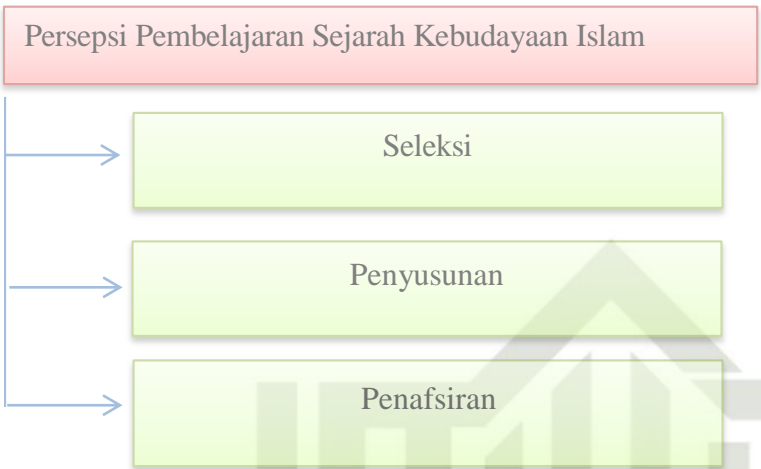 Persepsi Pembelajaran Sejarah Kebudayaan Islam
Seleksi
Penyusunan
Penafsiran